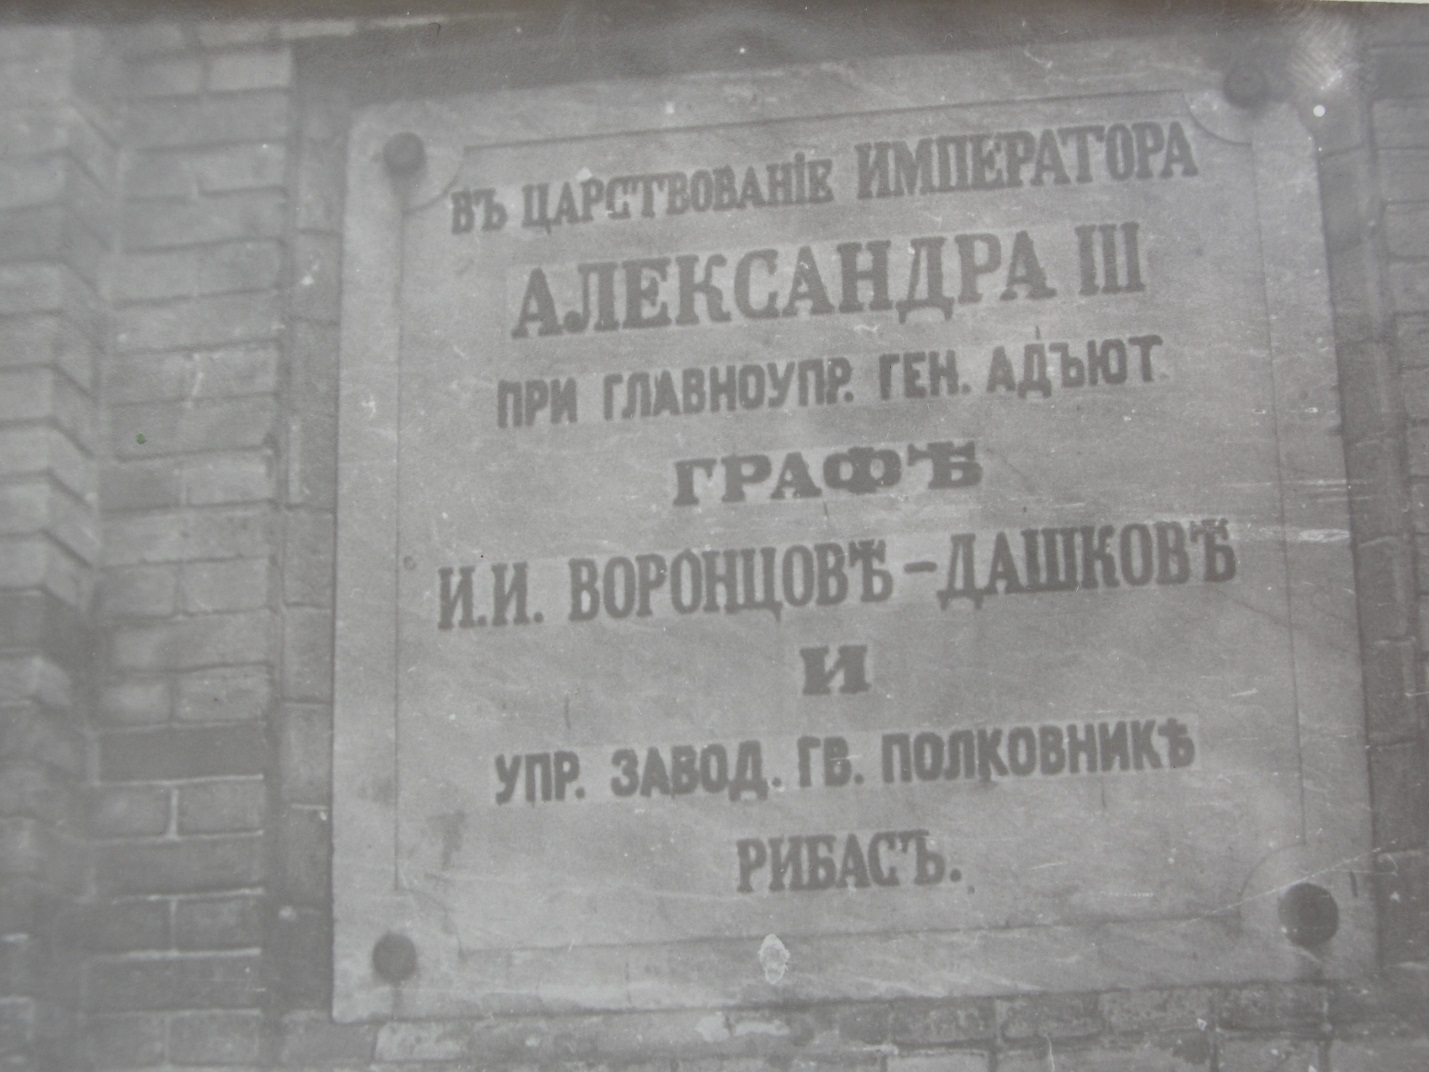 ВЪ ЦАРСТВОВАНІЕ ИМПЕРАТОРА
АЛЕКСАНДРА III
ПРИ ГЛАВНОУПР. ГЕН. АДЪЮТ.
ГРАФѢ
И.И. ВОРОНЦОВѢ-ДАШКОВѢ
И
УПР. ЗАВОД. ГВ. ПОЛКОВНИКѢ
РИБАСЪ.